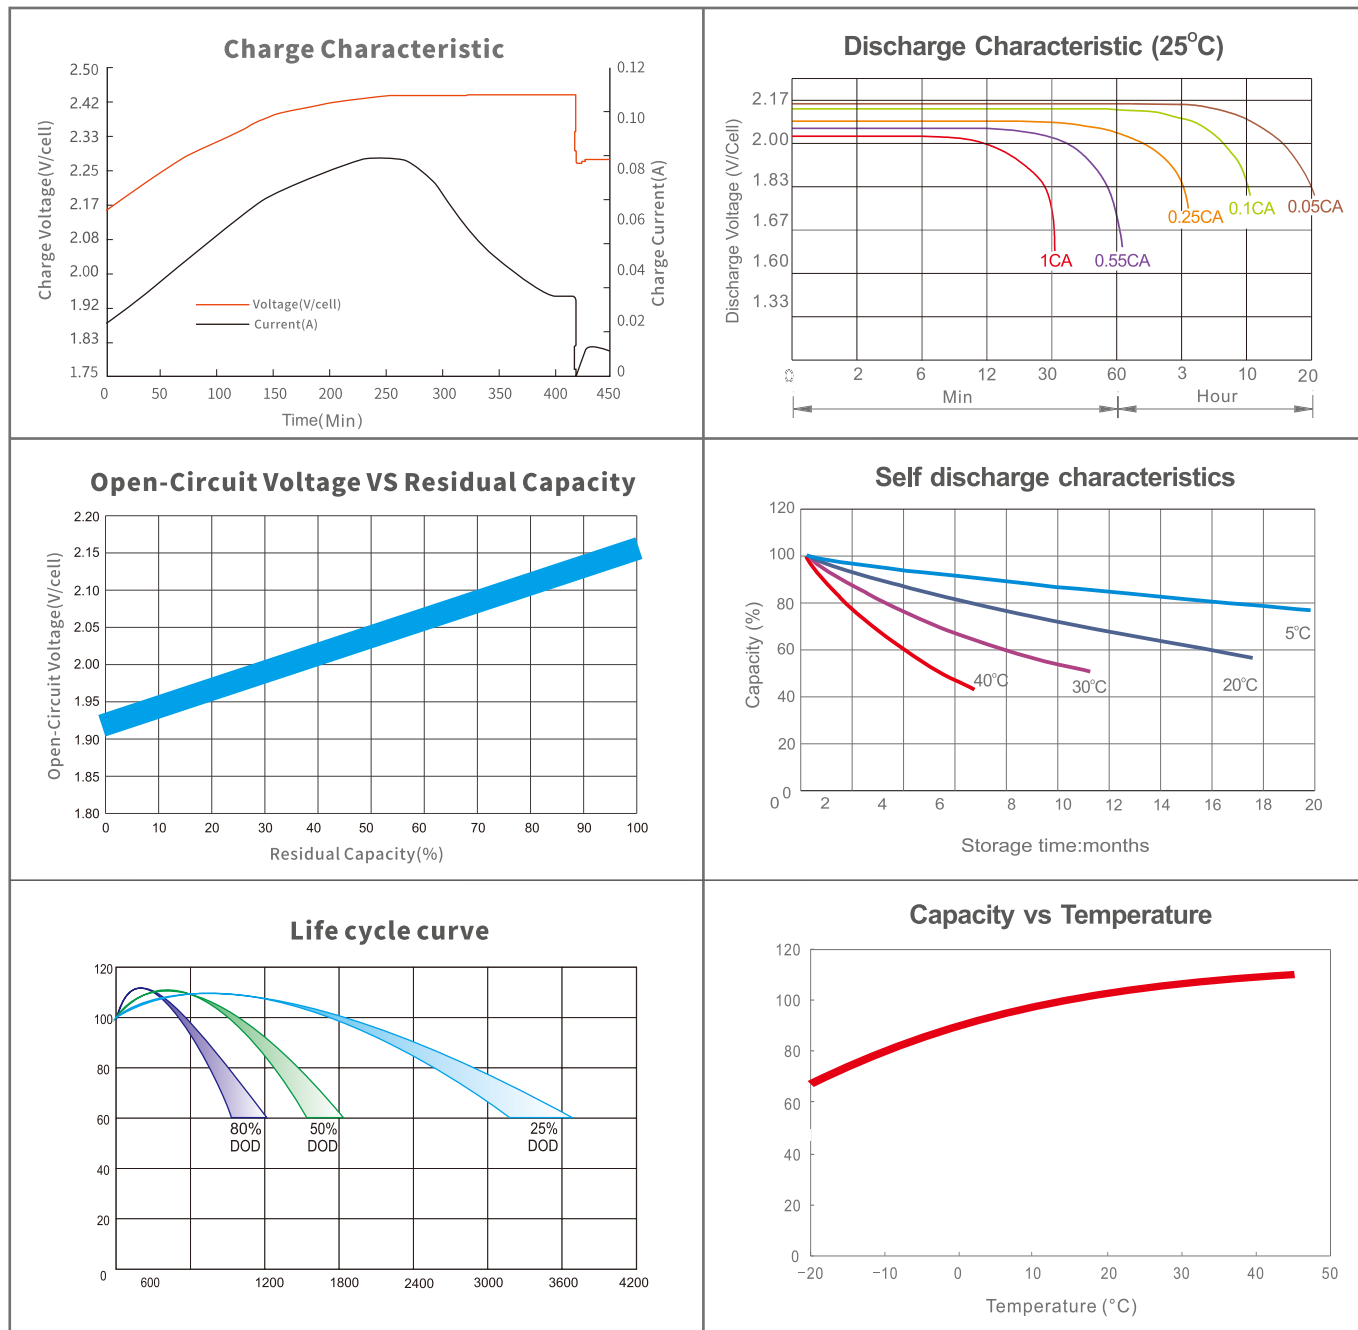 Charge Characteristic
Charge Voltage(V/cell)
2.50
2.42
2.33
2.25
2.17
2.08
2.00
1.92
1.83
1.75
0.12
0.10
0.08
0.06
0.04
0.02
0
Charge Current(A)
Voltage(V/cell)
Current(A)
0 50 100 150 200 250 300 350 400 450
Time(Min)
Discharge Characteristic (25°C)
Discharge Voltage (V/Cell)
2.17
2.00
1.83
1.67
1.60
1.33
1CA
0.55CA
0.25CA
0.1CA
0.05CA
0 2 6 12 30 60 3 10 20
Min Hour
Open-Circuit Voltage VS Residual Capacity
Open-Circuit Voltage(V/cell)
2.20
2.15
2.10
2.05
2.00
1.95
1.90
1.85
1.80
0 10 20 30 40 50 60 70 80 90 100
Residual Capacity(%)
Self discharge characteristics
Capacity (%)
120
100
80
60
40
20
0
5°C
20°C
30°C
40°C
0 2 4 6 8 10 12 14 16 18 20
Storage time:months
Life cycle curve
120
100
80
60
40
20
0
80%
DOD
50%
DOD
25%
DOD
600 1200 1800 2400 3000 3600 4200
Capacity vs Temperature
120
100
80
60
40
20
0
−20 −10 0 10 20 30 40 50
Temperature (°C)